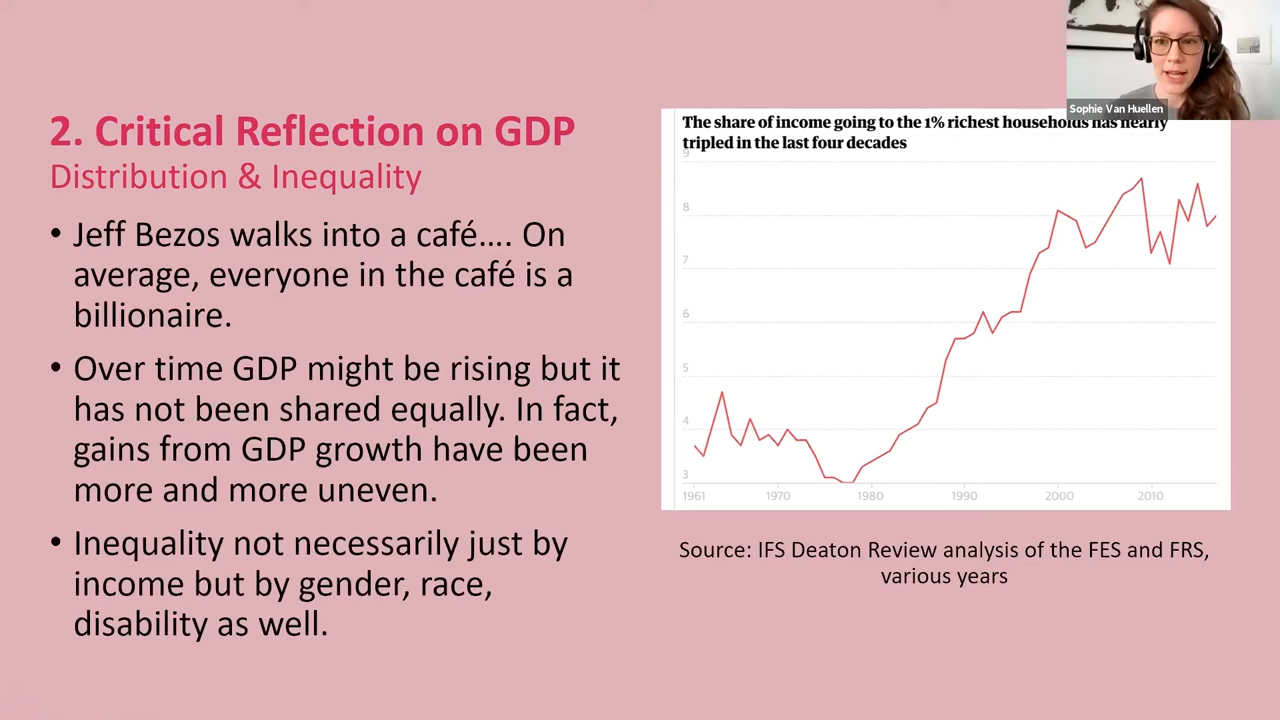 Sophie Van Huellen
2. Critical Reflection on GDP
Distribution & Inequality
• Jeff Bezos walks into a café…. On
average, everyone in the café is a
billionaire.
• Over time GDP might be rising but it
has not been shared equally. In fact,
gains from GDP growth have been
more and more uneven.
• Inequality not necessarily just by
income but by gender, race,
disability as well.
The share of income going to the 1% richest households has nearly
tripled in the last four decades
9
8
7
6
5
4
3
1961 1970 1980 1990 2000 2010
Source: IFS Deaton Review analysis of the FES and FRS,
various years